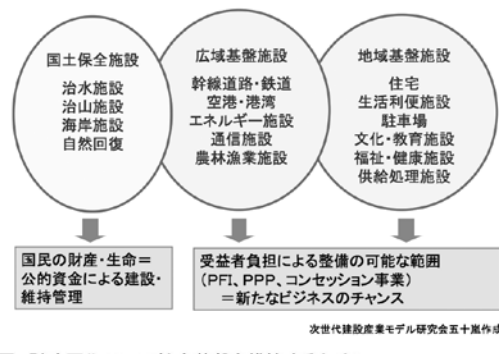 国土保全施設
治水施設
治山施設
海岸施設
自然回復
広域基盤施設
幹線道路・鉄道
空港・港湾
エネルギー施設
通信施設
農林漁業施設
地域基盤施設
住宅
生活利便施設
駐車場
文化・教育施設
福祉・健康施設
供給処理施設
国民の財産・生命＝
公的資金による建設・
維持管理
受益者負担による整備の可能な範囲
（PFI、PPP、コンセッション事業）
＝新たなビジネスのチャンス
次世代建設産業モデル研究会五十嵐作成